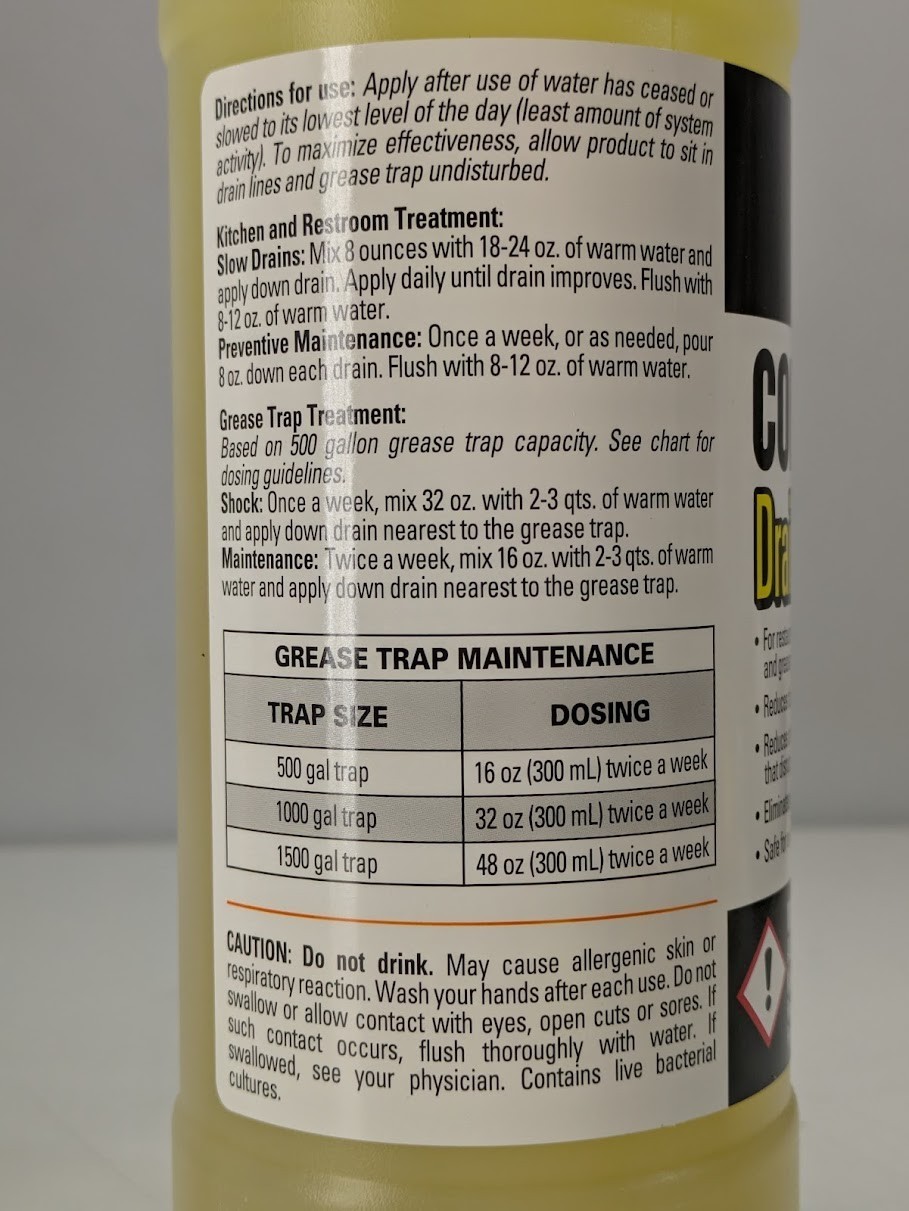 Directions for use: Apply after use of water has ceased or
slowed to its lowest level of the day (least amount of system
activity). To maximize effectiveness, allow product to sit in
drain lines and grease trap undisturbed.
Kitchen and Restroom Treatment:
Slow Drains: Mix 8 ounces with 18-24 oz. of warm water and
apply down drain. Apply daily until drain improves. Flush with
8-12 oz. of warm water.
Preventive Maintenance: Once a week, or as needed, pour
8 oz. down each drain. Flush with 8-12 oz. of warm water.
Grease Trap Treatment:
Based on 500 gallon grease trap capacity. See chart for
dosing guidelines.
Shock: Once a week, mix 32 oz. with 2-3 qts. of warm water
and apply down drain nearest to the grease trap.
Maintenance: Twice a week, mix 16 oz. with 2-3 qts. of warm
water and apply down drain nearest to the grease trap.
GREASE TRAP MAINTENANCE
TRAP SIZE DOSING
500 gal trap 16 oz (300 mL) twice a week
1000 gal trap 32 oz (300 mL) twice a week
1500 gal trap 48 oz (300 mL) twice a week
CAUTION: Do not drink. May cause allergenic skin or
respiratory reaction. Wash your hands after each use. Do not
swallow or allow contact with eyes, open cuts or sores. If
such contact occurs, flush thoroughly with water. If
swallowed, see your physician. Contains live bacterial
cultures.
CO
Dra
• For
and
• Reduces
• Reduces
that
•
• Safe